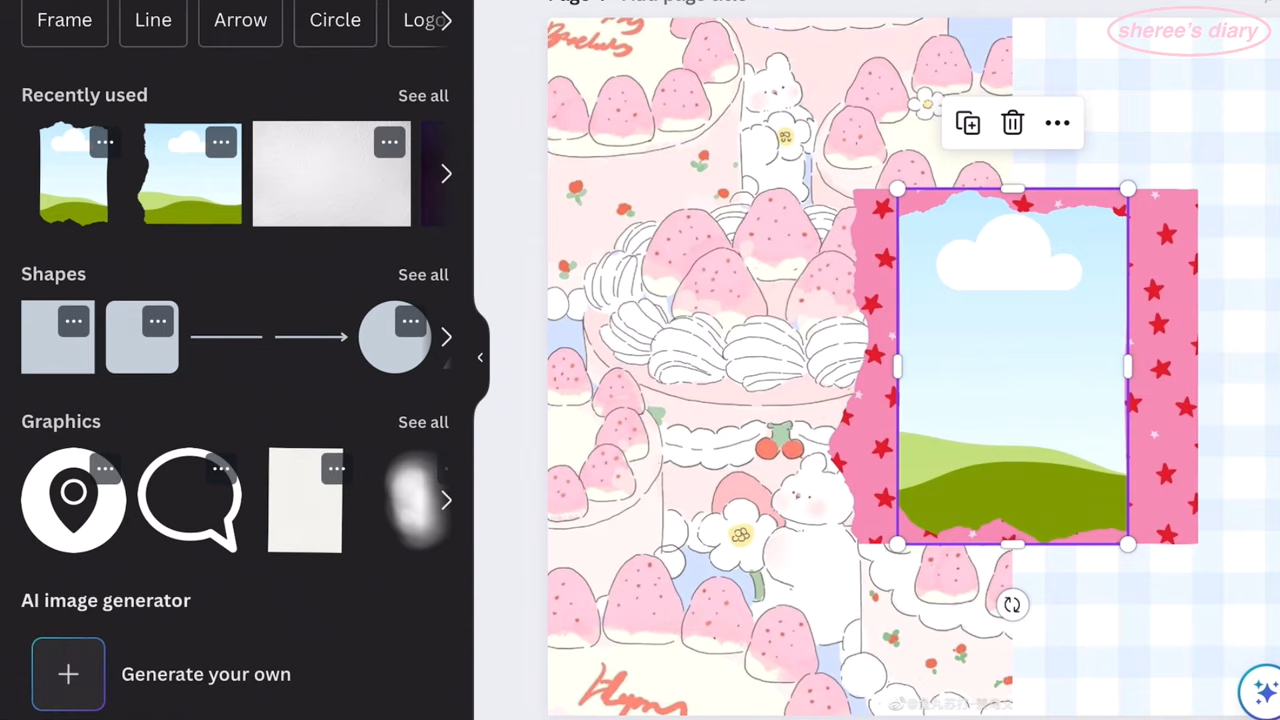 Frame
Line
Arrow
Circle
Logo
sheree's diary
Recently used
See all
Shapes
See all
Graphics
See all
AI image generator
Generate your own